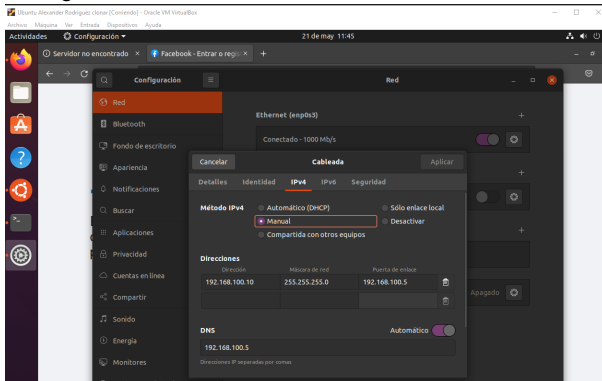 Ubuntu Alexander Rodriguez cloner [Corriendo] - Oracle VM VirtualBox
Archivo Máquina Ver Entrada Dispositivos Ayuda
Actividades Configuración 21 de may 11:45
Servidor no encontrado × Facebook - Entrar o regis × +
Configuración Red
Red
Bluetooth
Fondo de escritorio
Apariencia
Notificaciones
Buscar
Aplicaciones
Privacidad
Cuentas en línea
Compartir
Sonido
Energía
Monitores
Ethernet (enp0s3) +
Conectado - 1000 Mb/s
Apagado
Cancelar Cableada Aplicar
Detalles Identidad IPv4 IPv6 Seguridad
Método IPv4 Automático (DHCP) Sólo enlace local
Manual Desactivar
Compartida con otros equipos
Direcciones
Dirección Máscara de red Puerta de enlace
192.168.100.10 255.255.255.0 192.168.100.5
DNS Automático
192.168.100.5
Direcciones IP separadas por comas